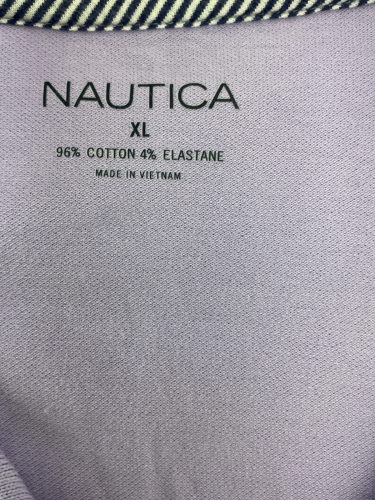 NAUTICA
XL
96% COTTON 4% ELASTANE
MADE IN VIETNAM